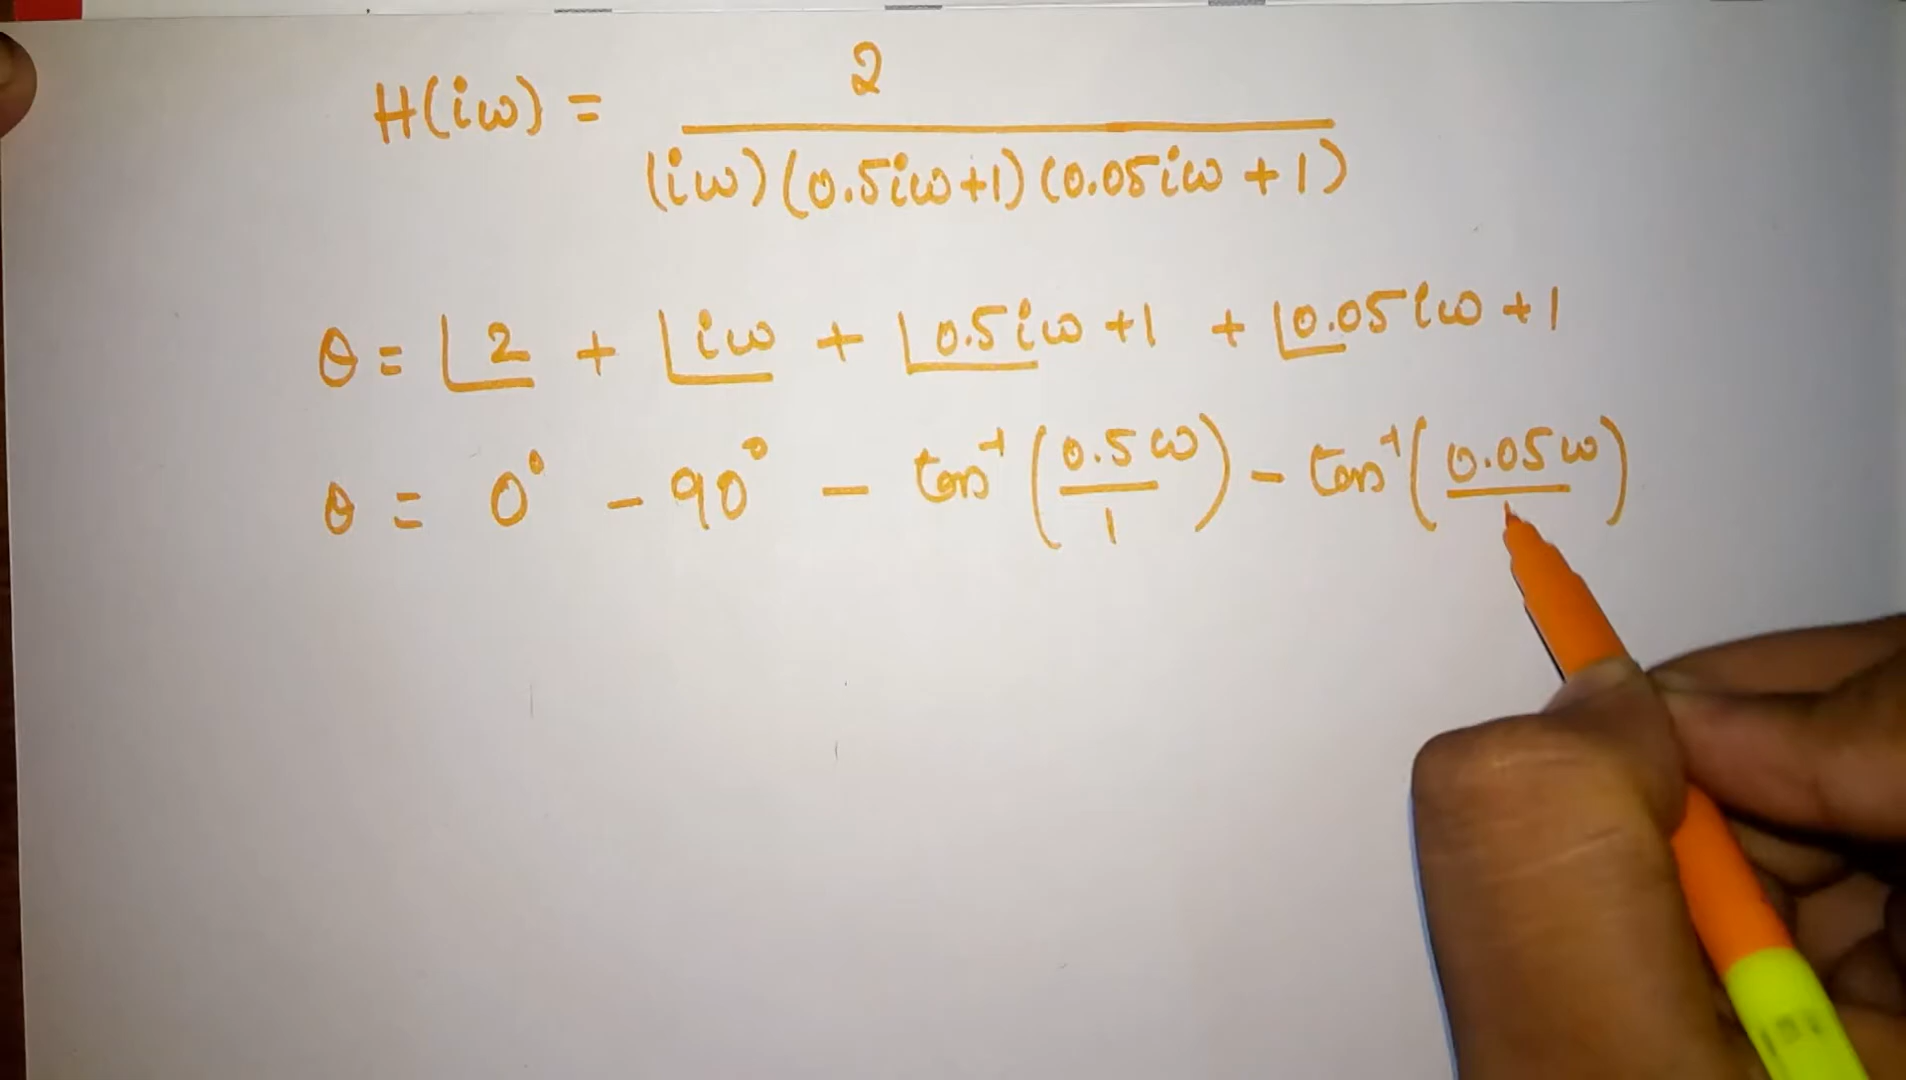 H(iω) = 2
(iω)(0.5iω+1)(0.05iω+1)
θ = ∠2 + ∠iω + ∠0.5iω+1 + ∠0.05iω+1
θ = 0° - 90° - tan⁻¹(0.5ω/1) - tan⁻¹(0.05ω/1)